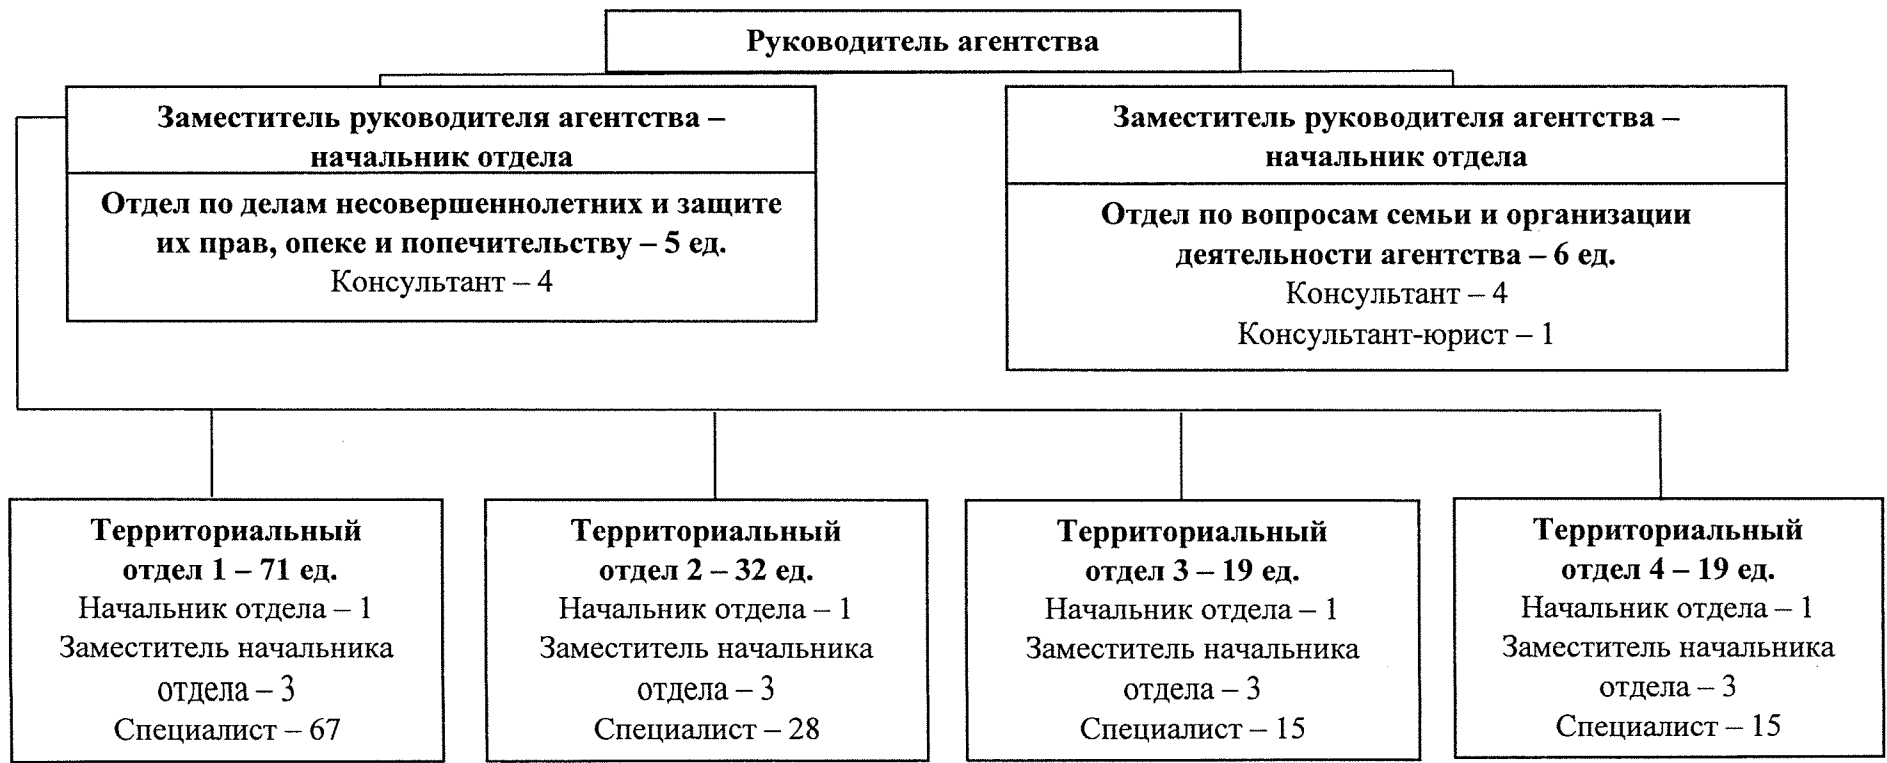 Руководитель агентства
Заместитель руководителя агентства –
начальник отдела
Отдел по делам несовершеннолетних и защите
их прав, опеке и попечительству – 5 ед.
Консультант – 4
Заместитель руководителя агентства –
начальник отдела
Отдел по вопросам семьи и организации
деятельности агентства – 6 ед.
Консультант – 4
Консультант-юрист – 1
Территориальный
отдел 1 – 71 ед.
Начальник отдела – 1
Заместитель начальника
отдела – 3
Специалист – 67
Территориальный
отдел 2 – 32 ед.
Начальник отдела – 1
Заместитель начальника
отдела – 3
Специалист – 28
Территориальный
отдел 3 – 19 ед.
Начальник отдела – 1
Заместитель начальника
отдела – 3
Специалист – 15
Территориальный
отдел 4 – 19 ед.
Начальник отдела – 1
Заместитель начальника
отдела – 3
Специалист – 15